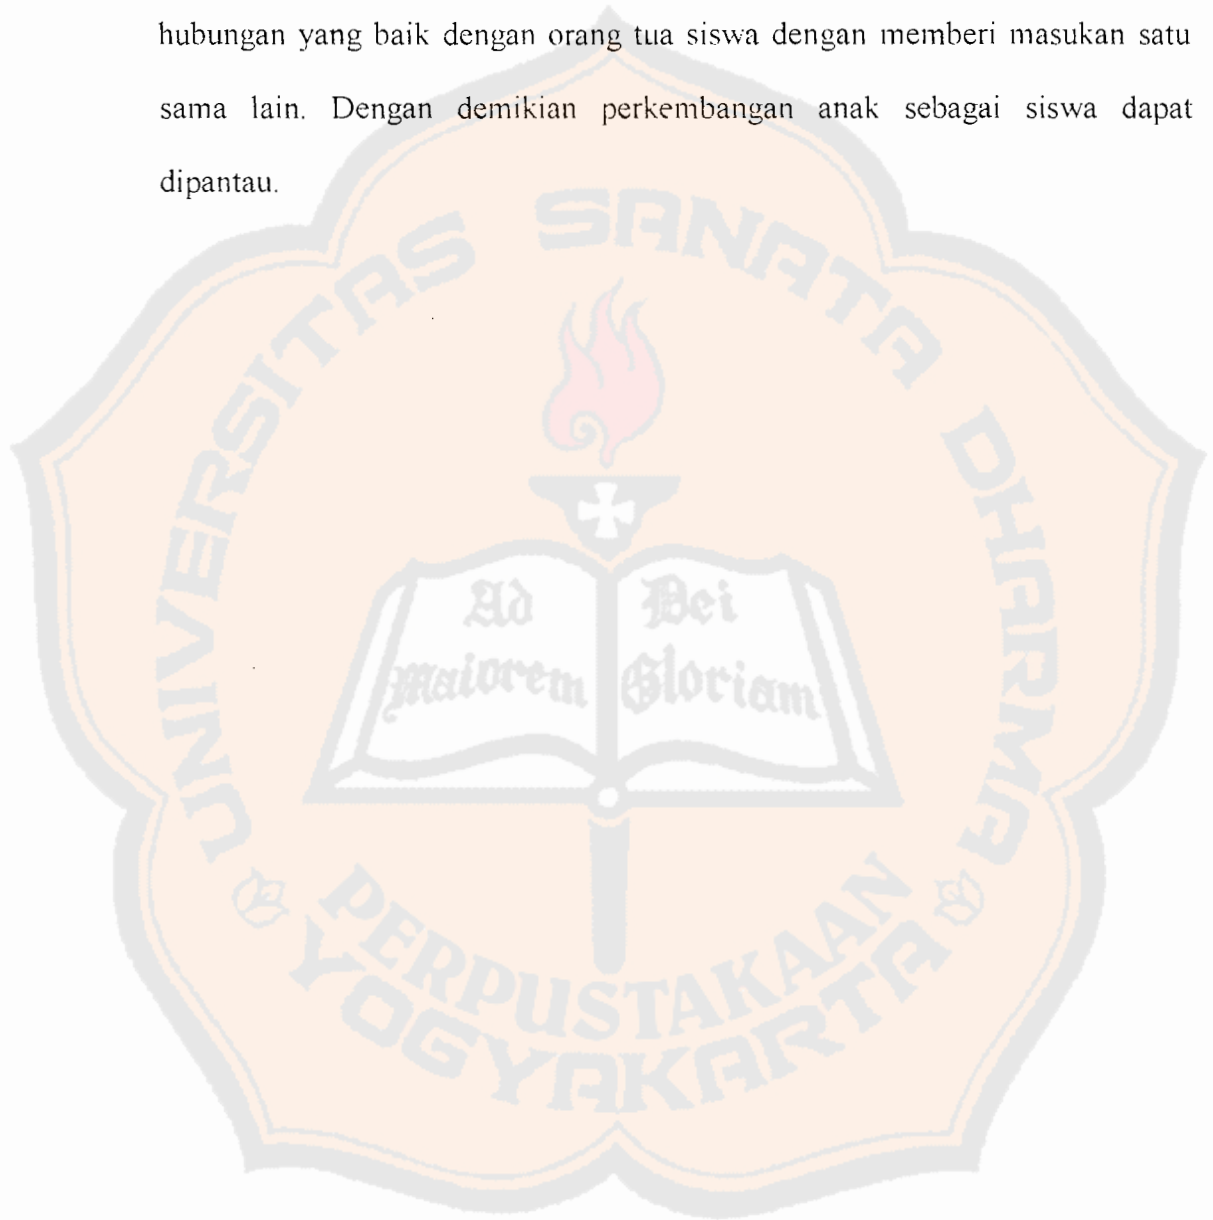 hubungan yang baik dengan orang tua siswa dengan memberi masukan satu
sama lain. Dengan demikian perkembangan anak sebagai siswa dapat
dipantau.
UNIVERSITAS SANATA DHARMA
Ad Dei
Maiorem Gloriam
PERPUSTAKAAN
YOGYAKARTA